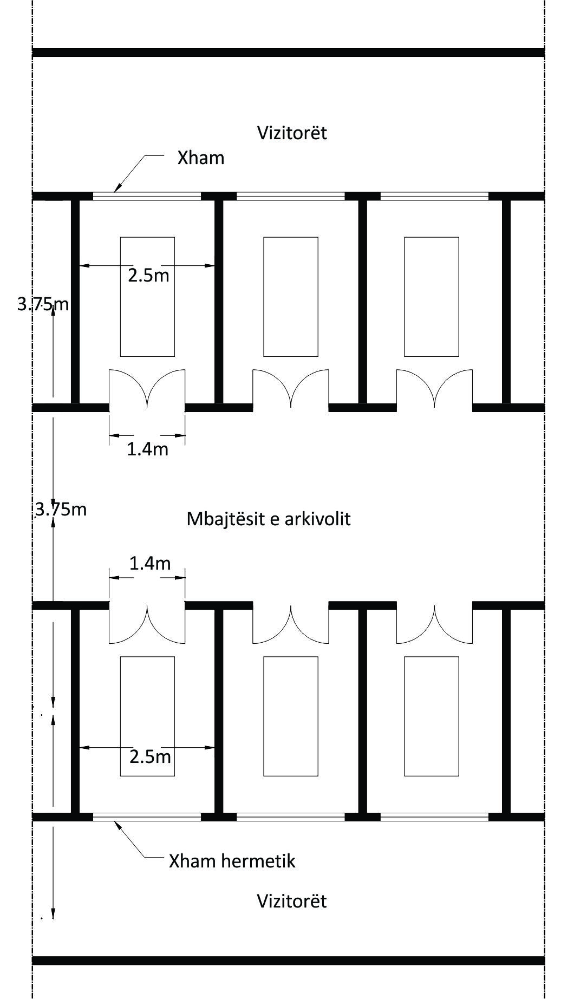 Vizitorët
Xham
2.5m
3.75m
1.4m
3.75m
Mbajtësit e arkivolit
1.4m
2.5m
Xham hermetik
Vizitorët